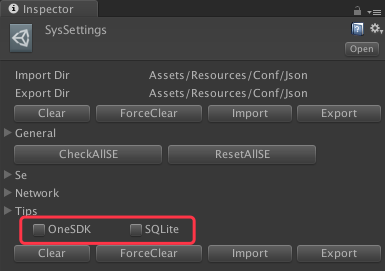 Inspector
SysSettings
Open
Import Dir Assets/Resources/Conf/Json
Export Dir Assets/Resources/Conf/Json
Clear ForceClear Import Export
General
CheckAllSE ResetAllSE
Se
Network
Tips
OneSDK SQLite
Clear ForceClear Import Export